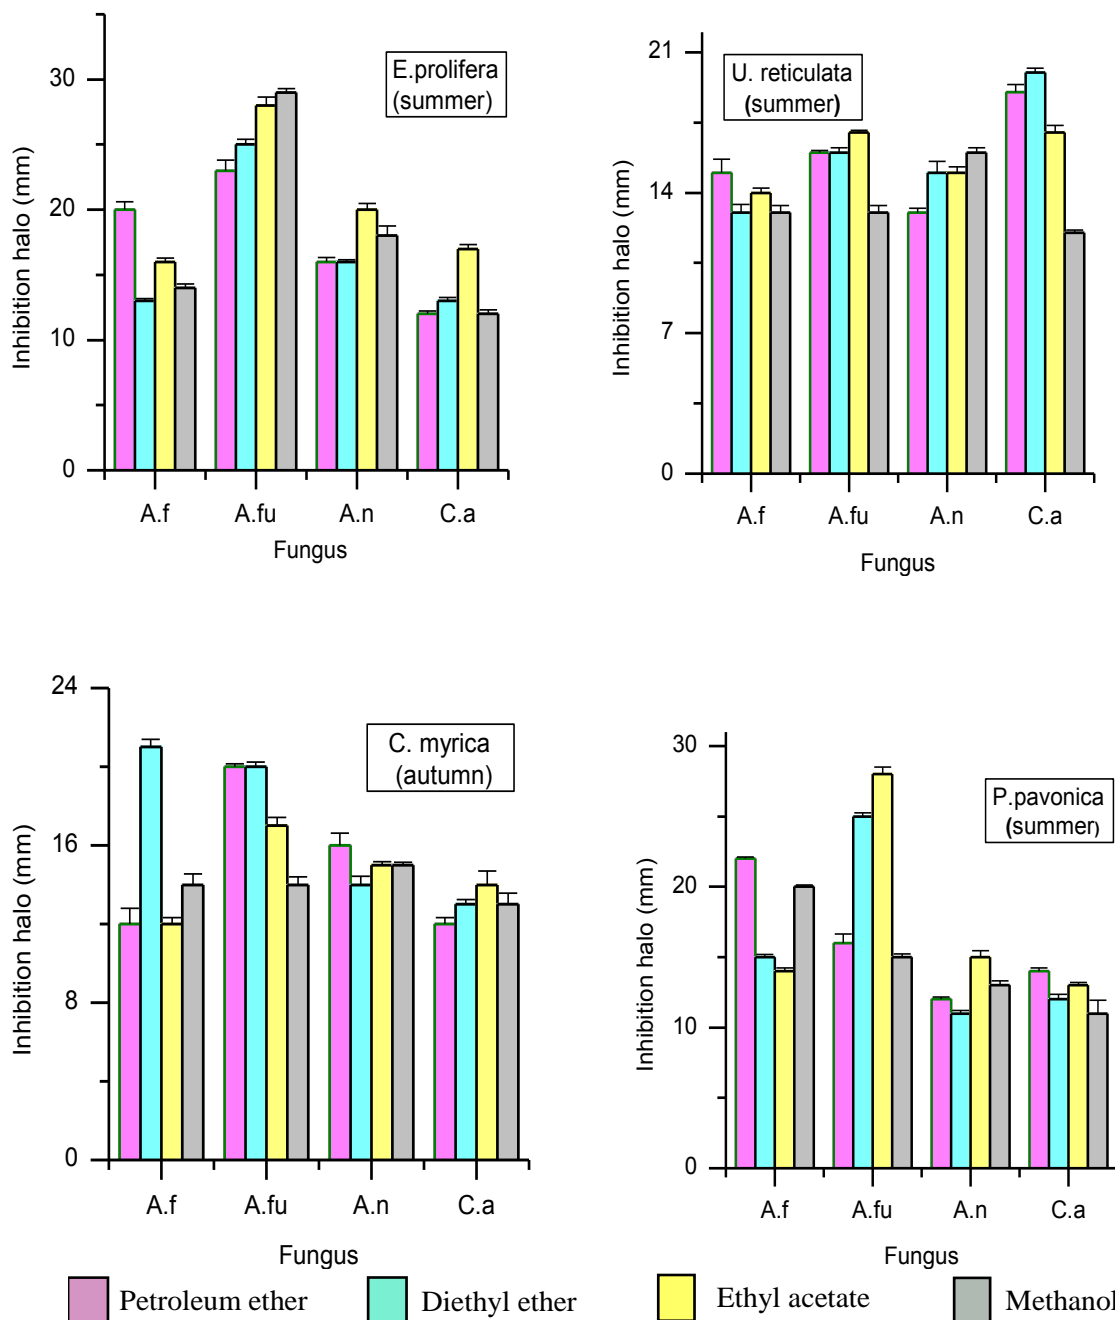 30
20
10
0
Inhibition halo (mm)
E.prolifera
(summer)
A.f A.fu A.n C.a
Fungus
21
14
7
0
Inhibition halo (mm)
U. reticulata
(summer)
A.f A.fu A.n C.a
Fungus
24
16
8
0
Inhibition halo (mm)
C. myrica
(autumn)
A.f A.fu A.n C.a
Fungus
30
20
10
0
Inhibition halo (mm)
P.pavonica
(summer)
A.f A.fu A.n C.a
Fungus
Petroleum ether Diethyl ether Ethyl acetate Methanol